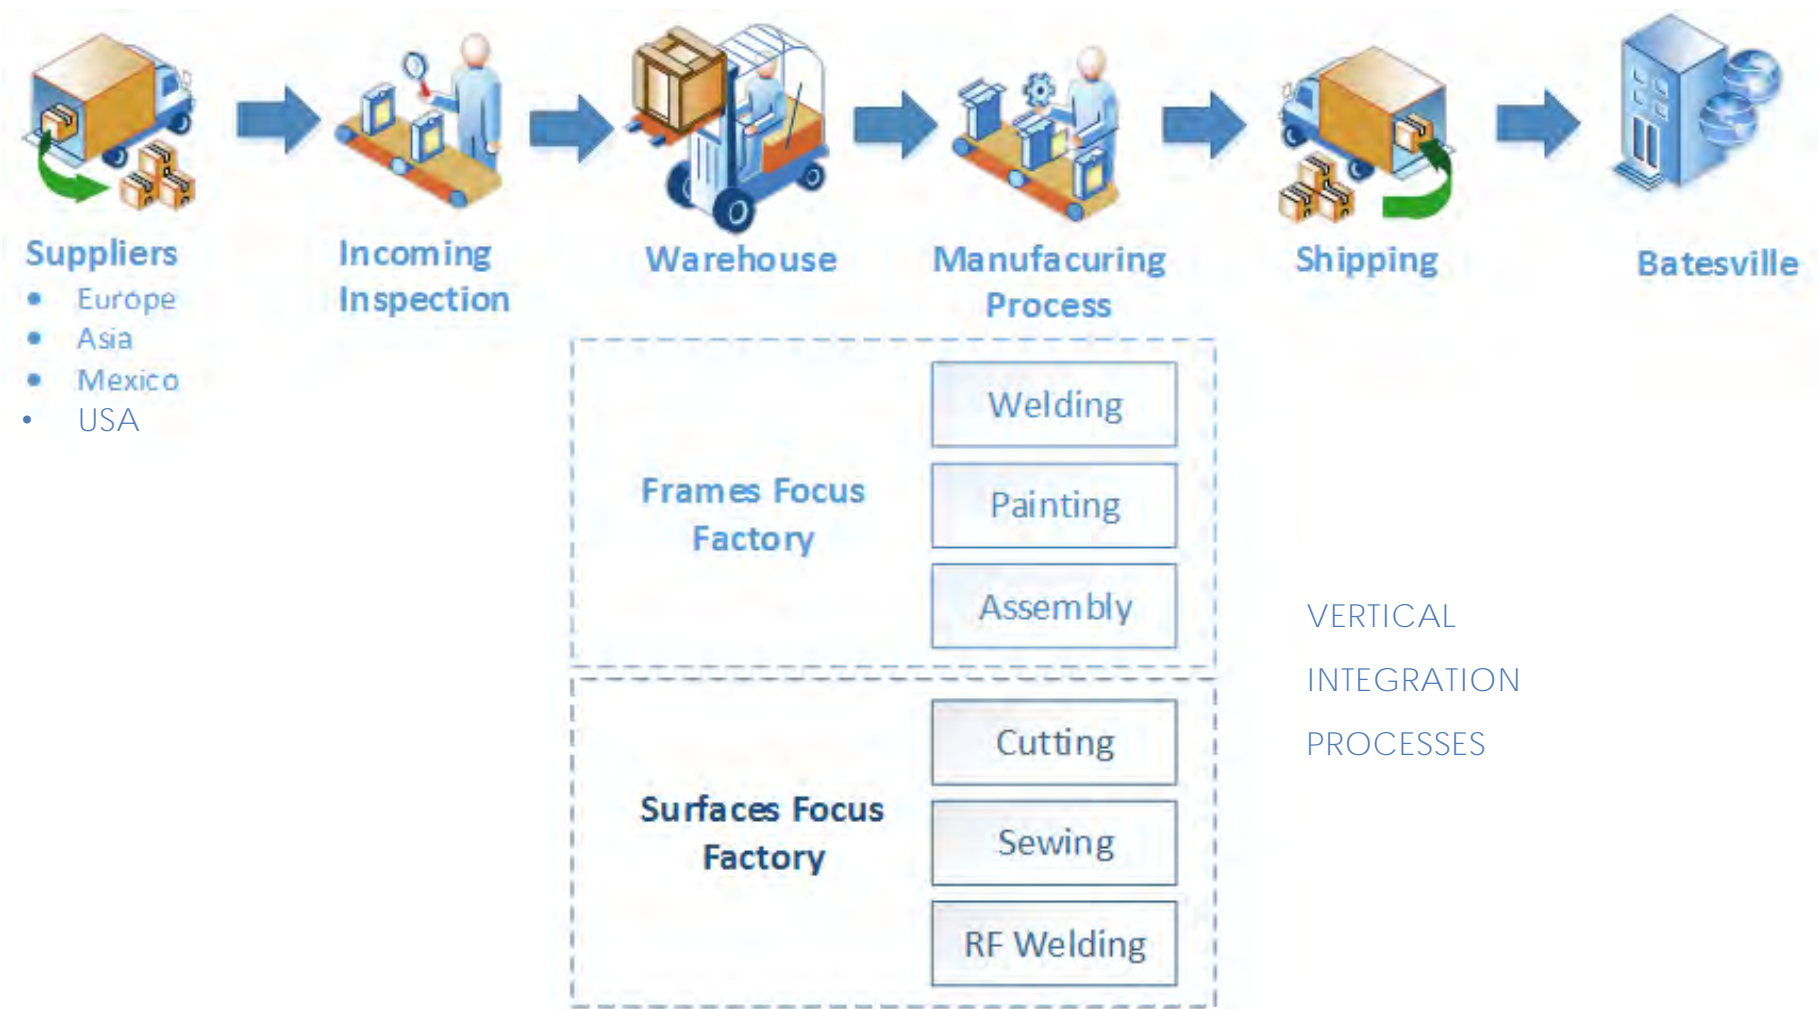 Suppliers
• Europe
• Asia
• Mexico
• USA
Incoming
Inspection
Warehouse
Manufacuring
Process
Shipping
Batesville
Frames Focus
Factory
Welding
Painting
Assembly
Surfaces Focus
Factory
Cutting
Sewing
RF Welding
VERTICAL
INTEGRATION
PROCESSES